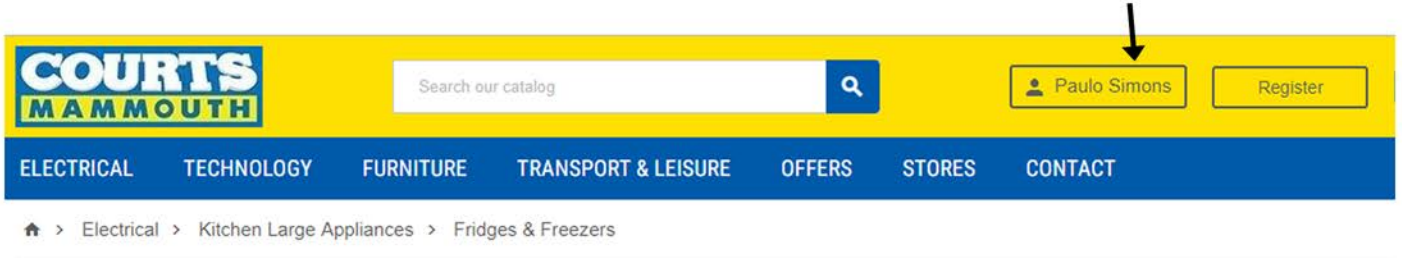 COURTS
MAMMOUTH
Search our catalog
Paulo Simons
Register
ELECTRICAL TECHNOLOGY FURNITURE TRANSPORT & LEISURE OFFERS STORES CONTACT
> Electrical > Kitchen Large Appliances > Fridges & Freezers